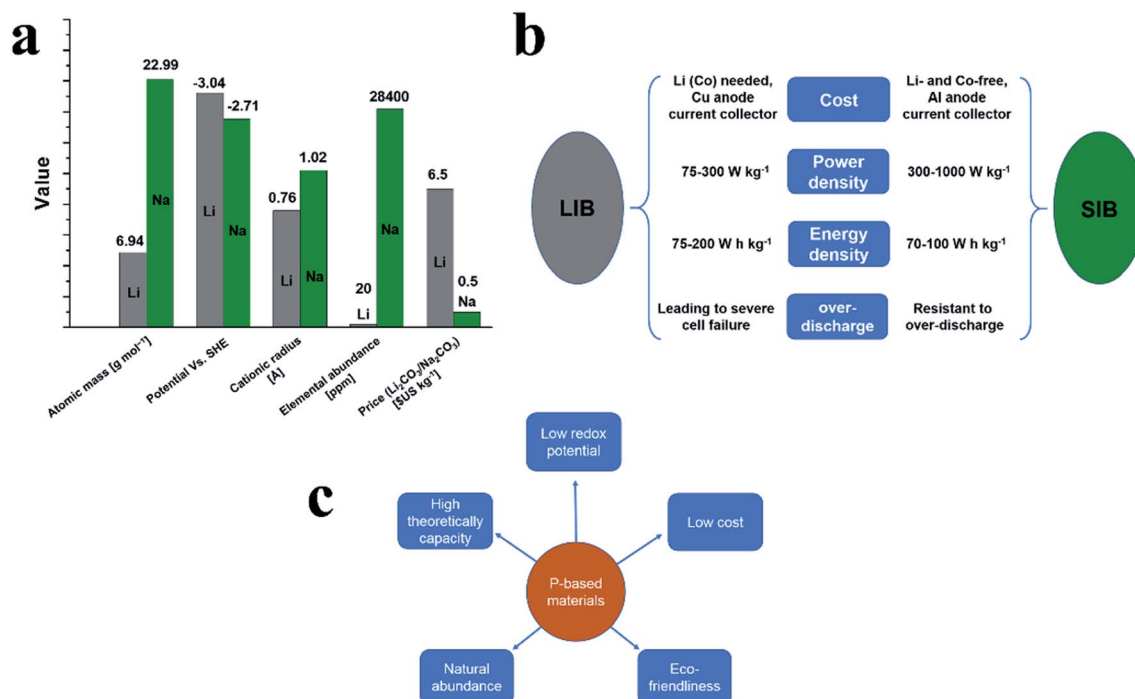 a
Value
6.94
Li
22.99
Na
-3.04
Li
-2.71
Na
0.76
Li
1.02
Na
20
Li
28400
Na
6.5
Li
0.5
Na
Atomic mass [g mol⁻¹]
Potential Vs. SHE
Cationic radius
[Å]
Elemental abundance
[ppm]
Price (Li₂CO₃/Na₂CO₃)
[$US kg⁻¹]
b
LIB
Li (Co) needed,
Cu anode
current collector
Cost
Li- and Co-free,
Al anode
current collector
75-300 W kg⁻¹
Power
density
300-1000 W kg⁻¹
75-200 W h kg⁻¹
Energy
density
70-100 W h kg⁻¹
Leading to severe
cell failure
over-
discharge
Resistant to
over-discharge
SIB
c
Low redox
potential
High
theoretically
capacity
Low cost
P-based
materials
Natural
abundance
Eco-
friendliness